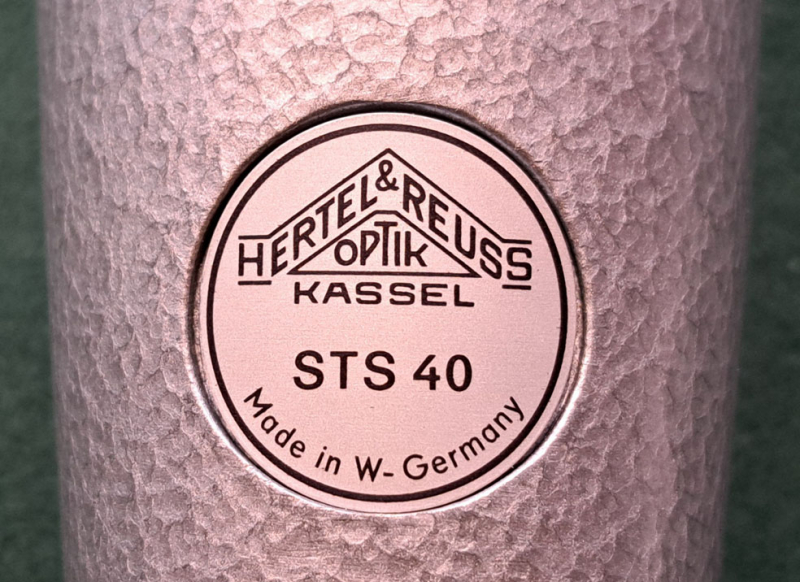 HERTEL & REUSS
OPTIK
KASSEL
STS 40
Made in W-Germany